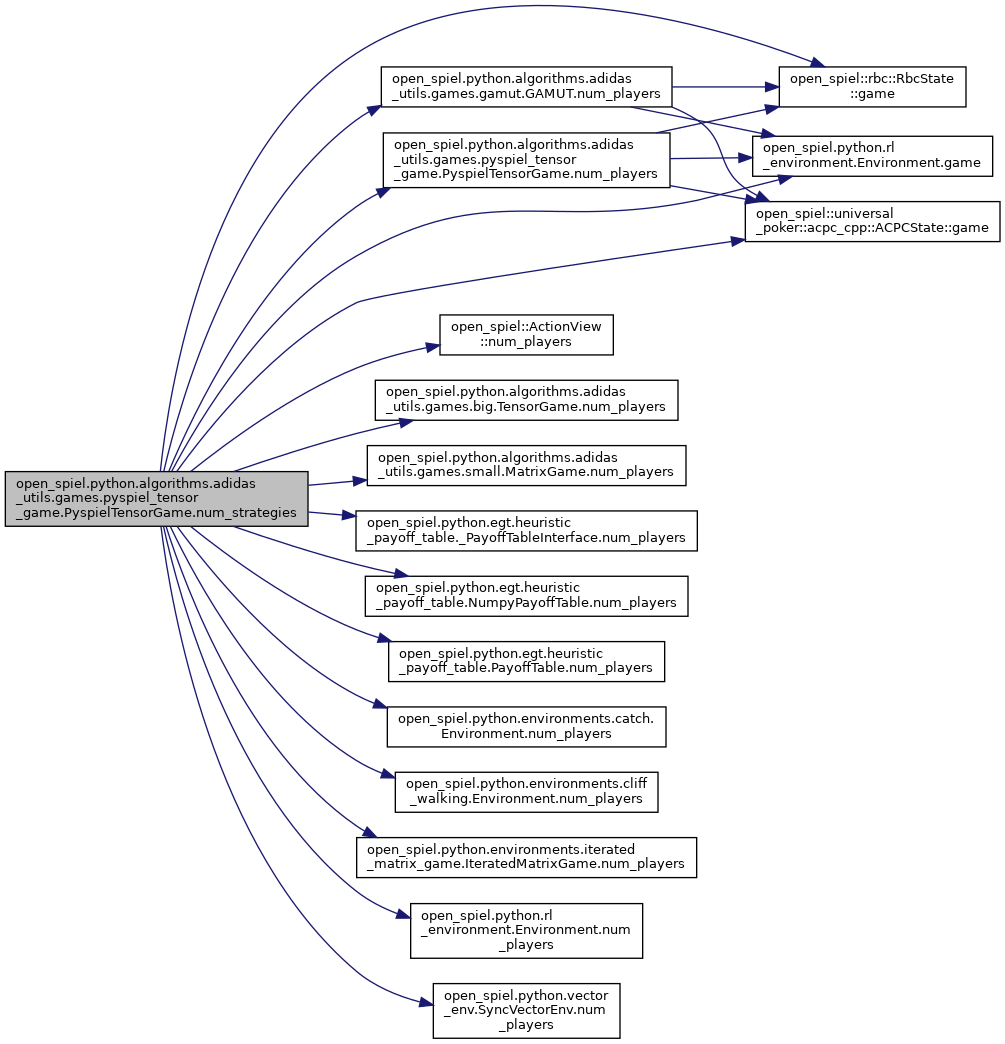 open_spiel.python.algorithms.adidas
_utils.games.pyspiel_tensor
_game.PyspielTensorGame.num_strategies
open_spiel.python.algorithms.adidas
_utils.games.gamut.GAMUT.num_players
open_spiel::rbc::RbcState
::game
open_spiel.python.algorithms.adidas
_utils.games.pyspiel_tensor
_game.PyspielTensorGame.num_players
open_spiel.python.rl
_environment.Environment.game
open_spiel::universal
_poker::acpc_cpp::ACPCState::game
open_spiel::ActionView
::num_players
open_spiel.python.algorithms.adidas
_utils.games.big.TensorGame.num_players
open_spiel.python.algorithms.adidas
_utils.games.small.MatrixGame.num_players
open_spiel.python.egt.heuristic
_payoff_table._PayoffTableInterface.num_players
open_spiel.python.egt.heuristic
_payoff_table.NumpyPayoffTable.num_players
open_spiel.python.egt.heuristic
_payoff_table.PayoffTable.num_players
open_spiel.python.environments.catch.
Environment.num_players
open_spiel.python.environments.cliff
_walking.Environment.num_players
open_spiel.python.environments.iterated
_matrix_game.IteratedMatrixGame.num_players
open_spiel.python.rl
_environment.Environment.num
_players
open_spiel.python.vector
_env.SyncVectorEnv.num
_players